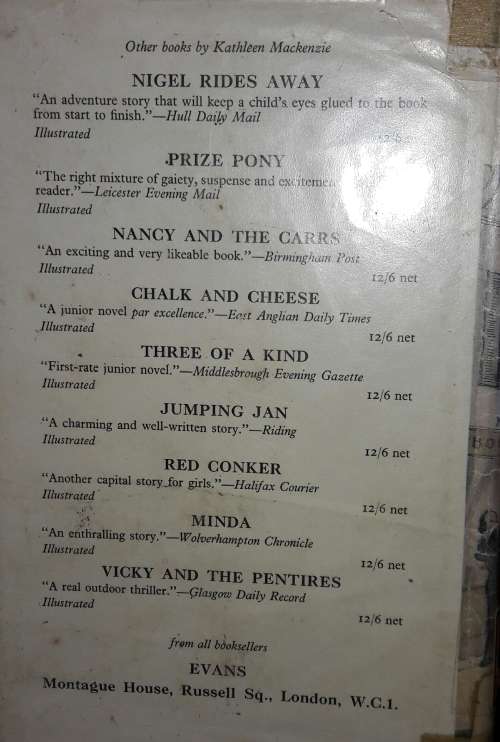 Other books by Kathleen Mackenzie
NIGEL RIDES AWAY
“An adventure story that will keep a child's eyes glued to the book
from start to finish.”—Hull Daily Mail
Illustrated
12/6
PRIZE PONY
“The right mixture of gaiety, suspense and
reader.”—Leicester Evening Mail
Illustrated
NANCY AND THE CARRS
“An exciting and very likeable book.”—Birmingham Post
Illustrated
12/6 net
CHALK AND CHEESE
“A junior novel par excellence.”—East Anglian Daily Times
Illustrated
12/6 net
THREE OF A KIND
“First-rate junior novel.”—Middlesbrough Evening Gazette
Illustrated
12/6 net
JUMPING JAN
“A charming and well-written story.”—Riding
Illustrated
12/6 net
RED CONKER
“Another capital story for girls.”—Halifax Courier
Illustrated
12/6 net
MINDA
“An enthralling story.”—Wolverhampton Chronicle
Illustrated
12/6 net
VICKY AND THE PENTIRES
“A real outdoor thriller.”—Glasgow Daily Record
Illustrated
12/6 net
from all booksellers
EVANS
Montague House, Russell Sq., London, W.C.1.